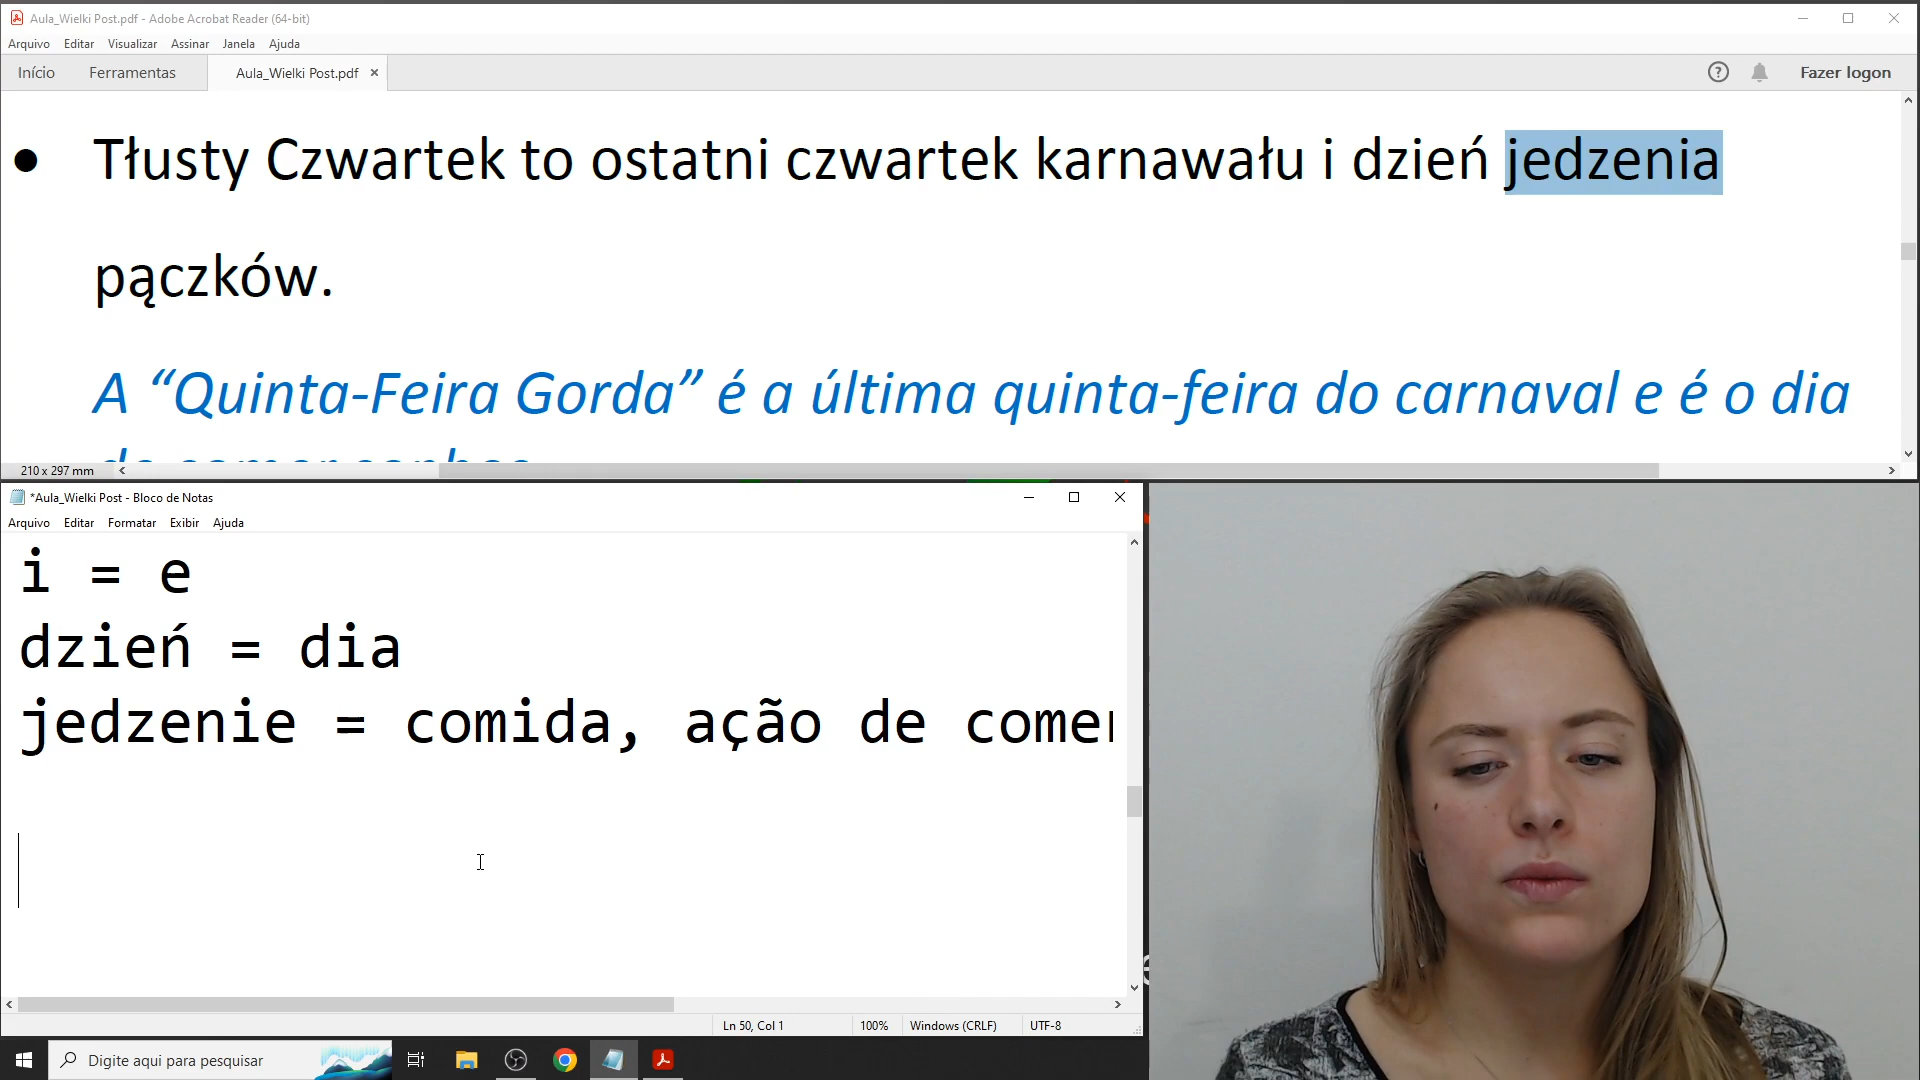 Aula_Wielki Post.pdf - Adobe Acrobat Reader (64-bit)
Arquivo Editar Visualizar Assinar Janela Ajuda
Início Ferramentas Aula_Wielki Post.pdf × Fazer logon
● Tłusty Czwartek to ostatni czwartek karnawału i dzień jedzenia
pączków.
A “Quinta-Feira Gorda” é a última quinta-feira do carnaval e é o dia
210 x 297 mm
*Aula_Wielki Post - Bloco de Notas
Arquivo Editar Formatar Exibir Ajuda
i = e
dzień = dia
jedzenie = comida, ação de comer
Ln 50, Col 1 100% Windows (CRLF) UTF-8
Digite aqui para pesquisar